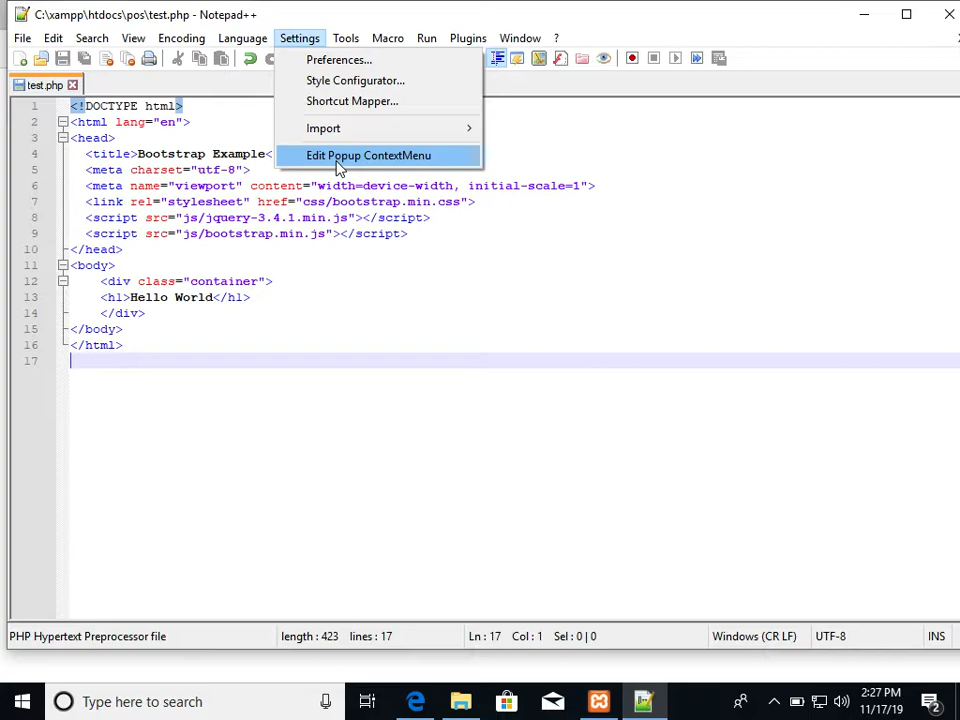 C:\xampp\htdocs\pos\test.php - Notepad++
File Edit Search View Encoding Language Settings Tools Macro Run Plugins Window ?
Preferences...
Style Configurator...
Shortcut Mapper...
Import
Edit Popup ContextMenu
test.php
1 <!DOCTYPE html>
2 <html lang="en">
3 <head>
4 <title>Bootstrap Example<
5 <meta charset="utf-8">
6 <meta name="viewport" content="width=device-width, initial-scale=1">
7 <link rel="stylesheet" href="css/bootstrap.min.css">
8 <script src="js/jquery-3.4.1.min.js"></script>
9 <script src="js/bootstrap.min.js"></script>
10 </head>
11 <body>
12 <div class="container">
13 <h1>Hello World</h1>
14 </div>
15 </body>
16 </html>
17
PHP Hypertext Preprocessor file length : 423 lines : 17 Ln : 17 Col : 1 Sel : 0 | 0 Windows (CR LF) UTF-8 INS
Type here to search
2:27 PM
11/17/19
2